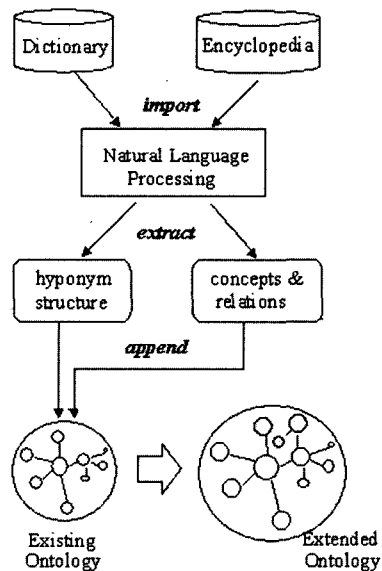 Dictionary
Encyclopedia
import
Natural Language
Processing
extract
hyponym
structure
concepts &
relations
append
Existing
Ontology
Extended
Ontology